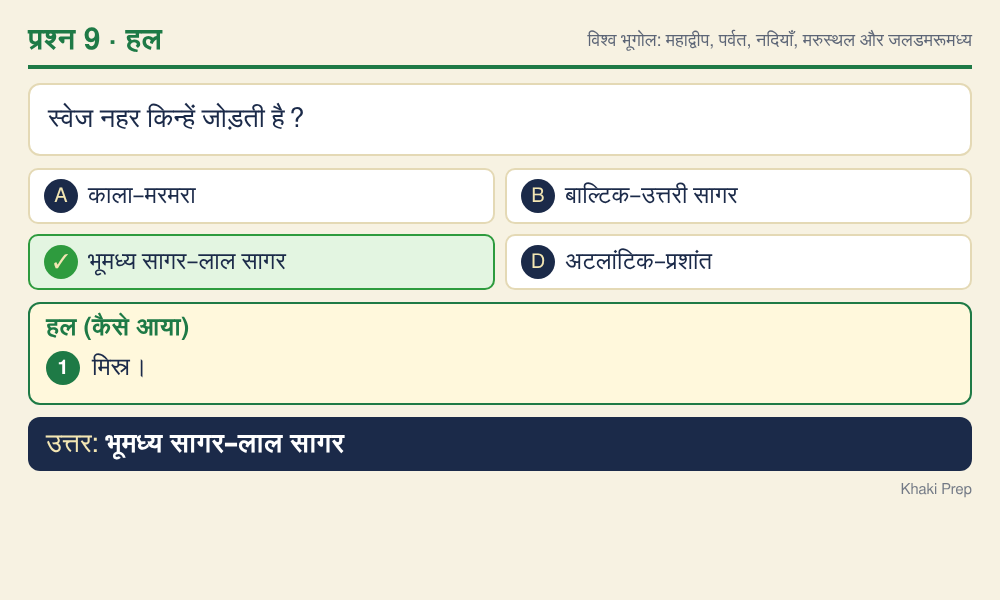 प्रश्न 9 · हल
विश्व भूगोल: महाद्वीप, पर्वत, नदियाँ, मरुस्थल और जलडमरूमध्य
स्वेज नहर किन्हें जोड़ती है ?
A काला–मरमरा
B बाल्टिक–उत्तरी सागर
✓ भूमध्य सागर–लाल सागर
D अटलांटिक–प्रशांत
हल (कैसे आया)
1 मिस्र।
उत्तर: भूमध्य सागर–लाल सागर
Khaki Prep